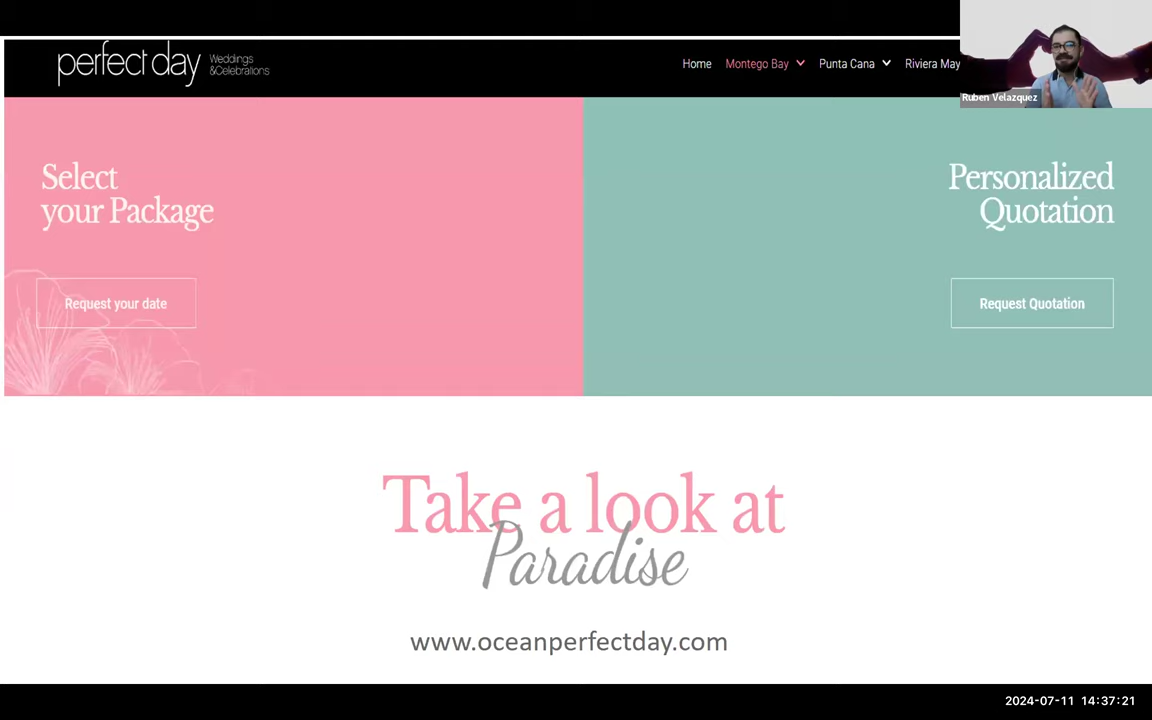 perfect day Weddings
&Celebrations
Home Montego Bay Punta Cana Riviera May
Ruben Velazquez
Select
your Package
Request your date
Personalized
Quotation
Request Quotation
Take a look at
Paradise
www.oceanperfectday.com
2024-07-11 14:37:21